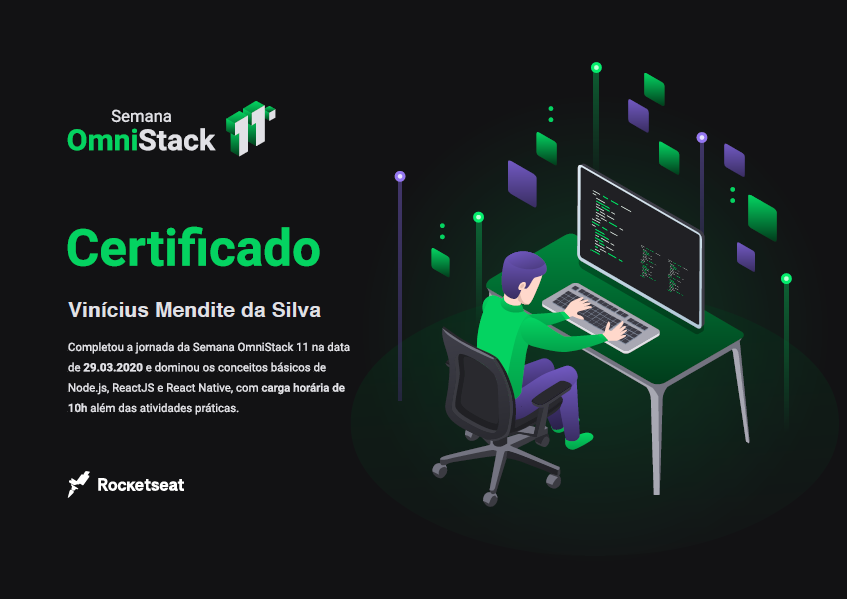 Semana
OmniStack 11
Certificado
Vinícius Mendite da Silva
Completou a jornada da Semana OmniStack 11 na data
de 29.03.2020 e dominou os conceitos básicos de
Node.js, ReactJS e React Native, com carga horária de
10h além das atividades práticas.
Rocketseat